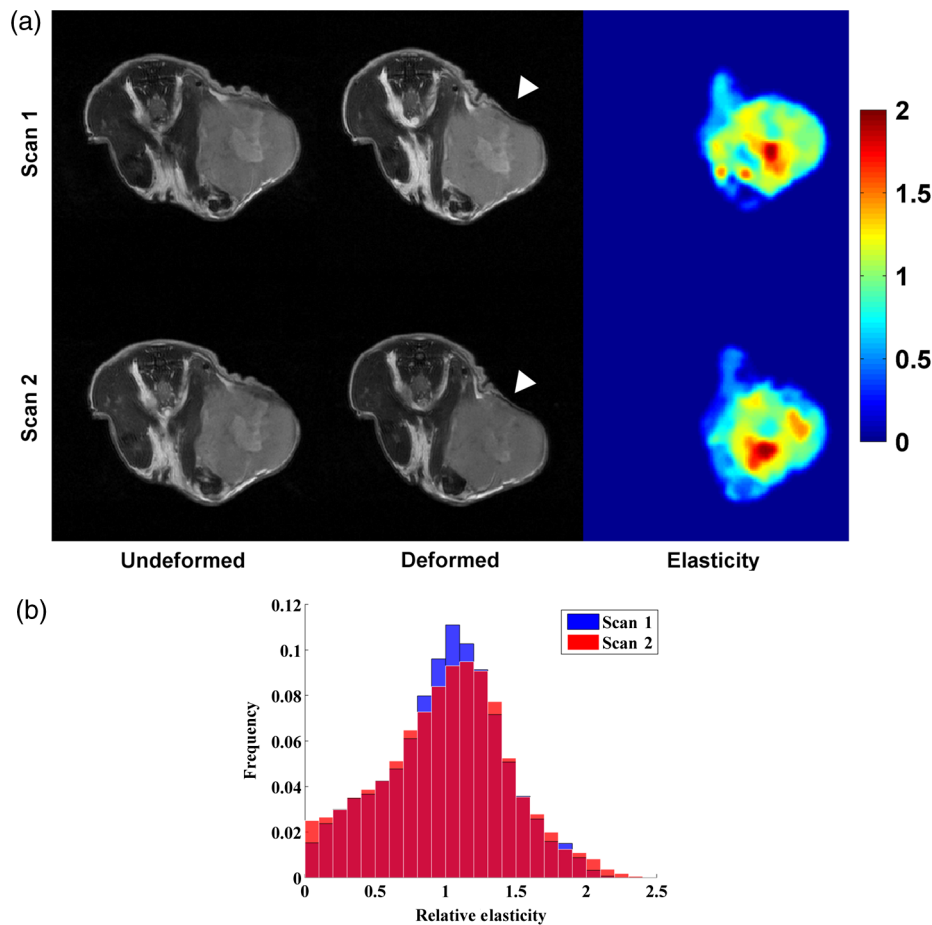 (a)
Scan 1
2
1.5
1
0.5
0
Scan 2
Undeformed
Deformed
Elasticity
(b)
0.12
0.1
0.08
0.06
0.04
0.02
0
Frequency
Scan 1
Scan 2
0 0.5 1 1.5 2 2.5
Relative elasticity